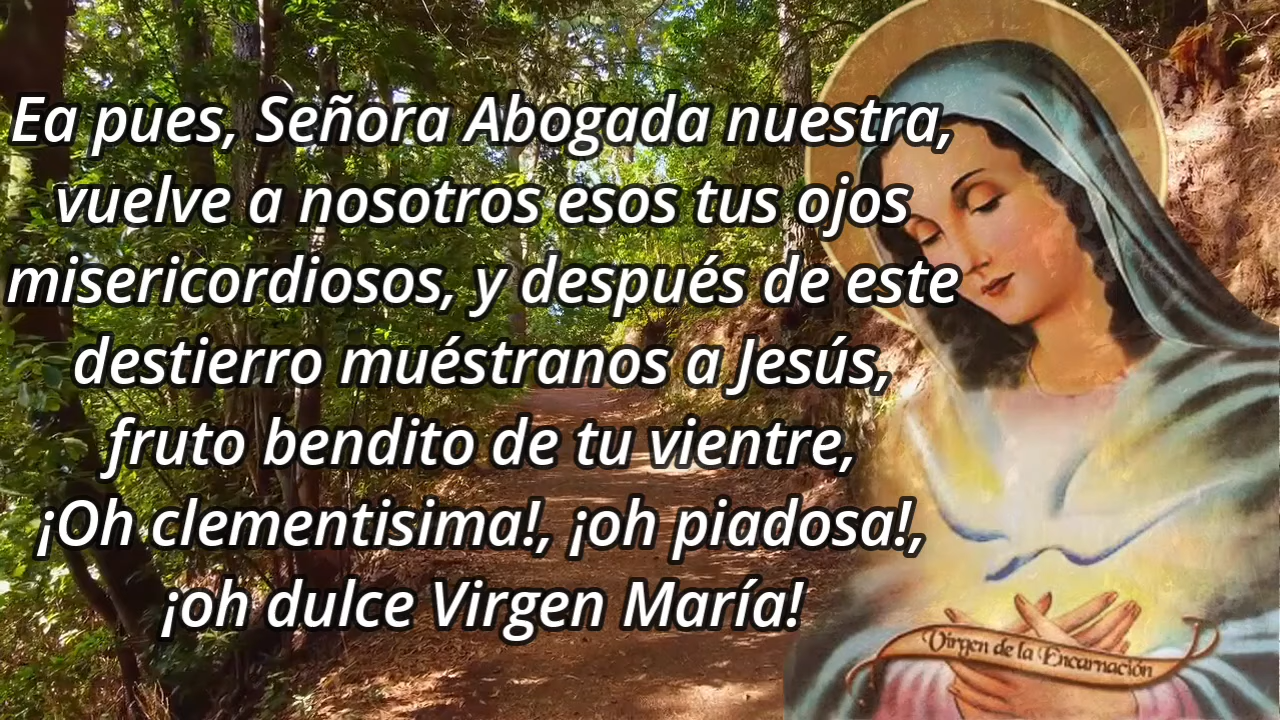 Ea pues, Señora Abogada nuestra,
vuelve a nosotros esos tus ojos
misericordiosos, y después de este
destierro muéstranos a Jesús,
fruto bendito de tu vientre,
¡Oh clementisima!, ¡oh piadosa!,
¡oh dulce Virgen María!
Virgen de la Encarnación